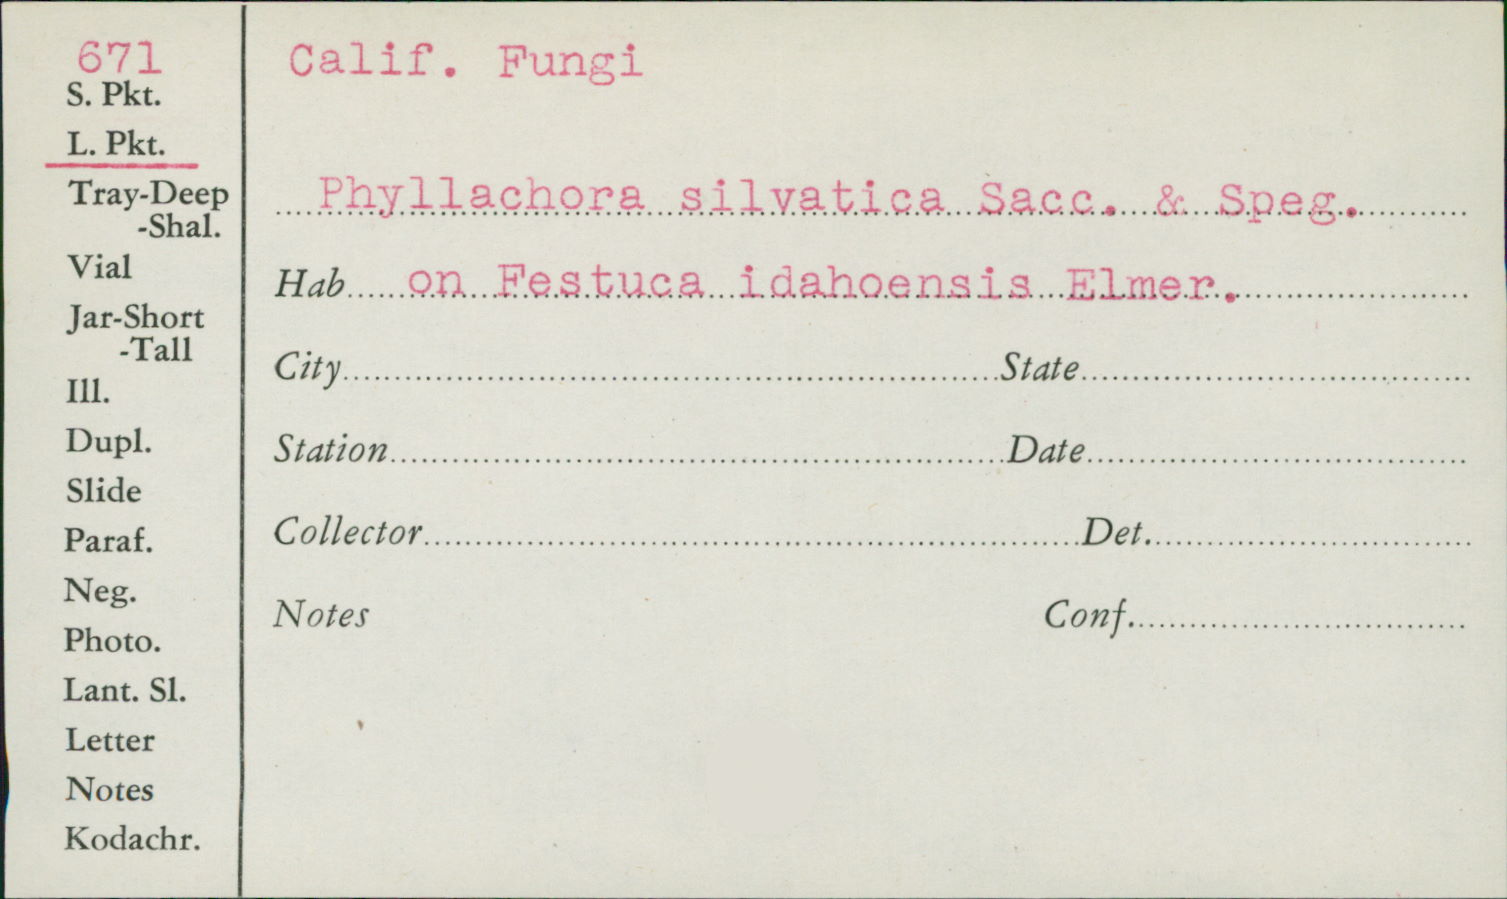 671
S. Pkt.
L. Pkt.
Tray-Deep
-Shal.
Vial
Jar-Short
-Tall
Ill.
Dupl.
Slide
Paraf.
Neg.
Photo.
Lant. Sl.
Letter
Notes
Kodachr.
Calif. Fungi
Phyllachora silvatica Sacc. & Speg.
Hab on Festuca idahoensis Elmer.
City State
Station Date
Collector Det.
Notes Conf.